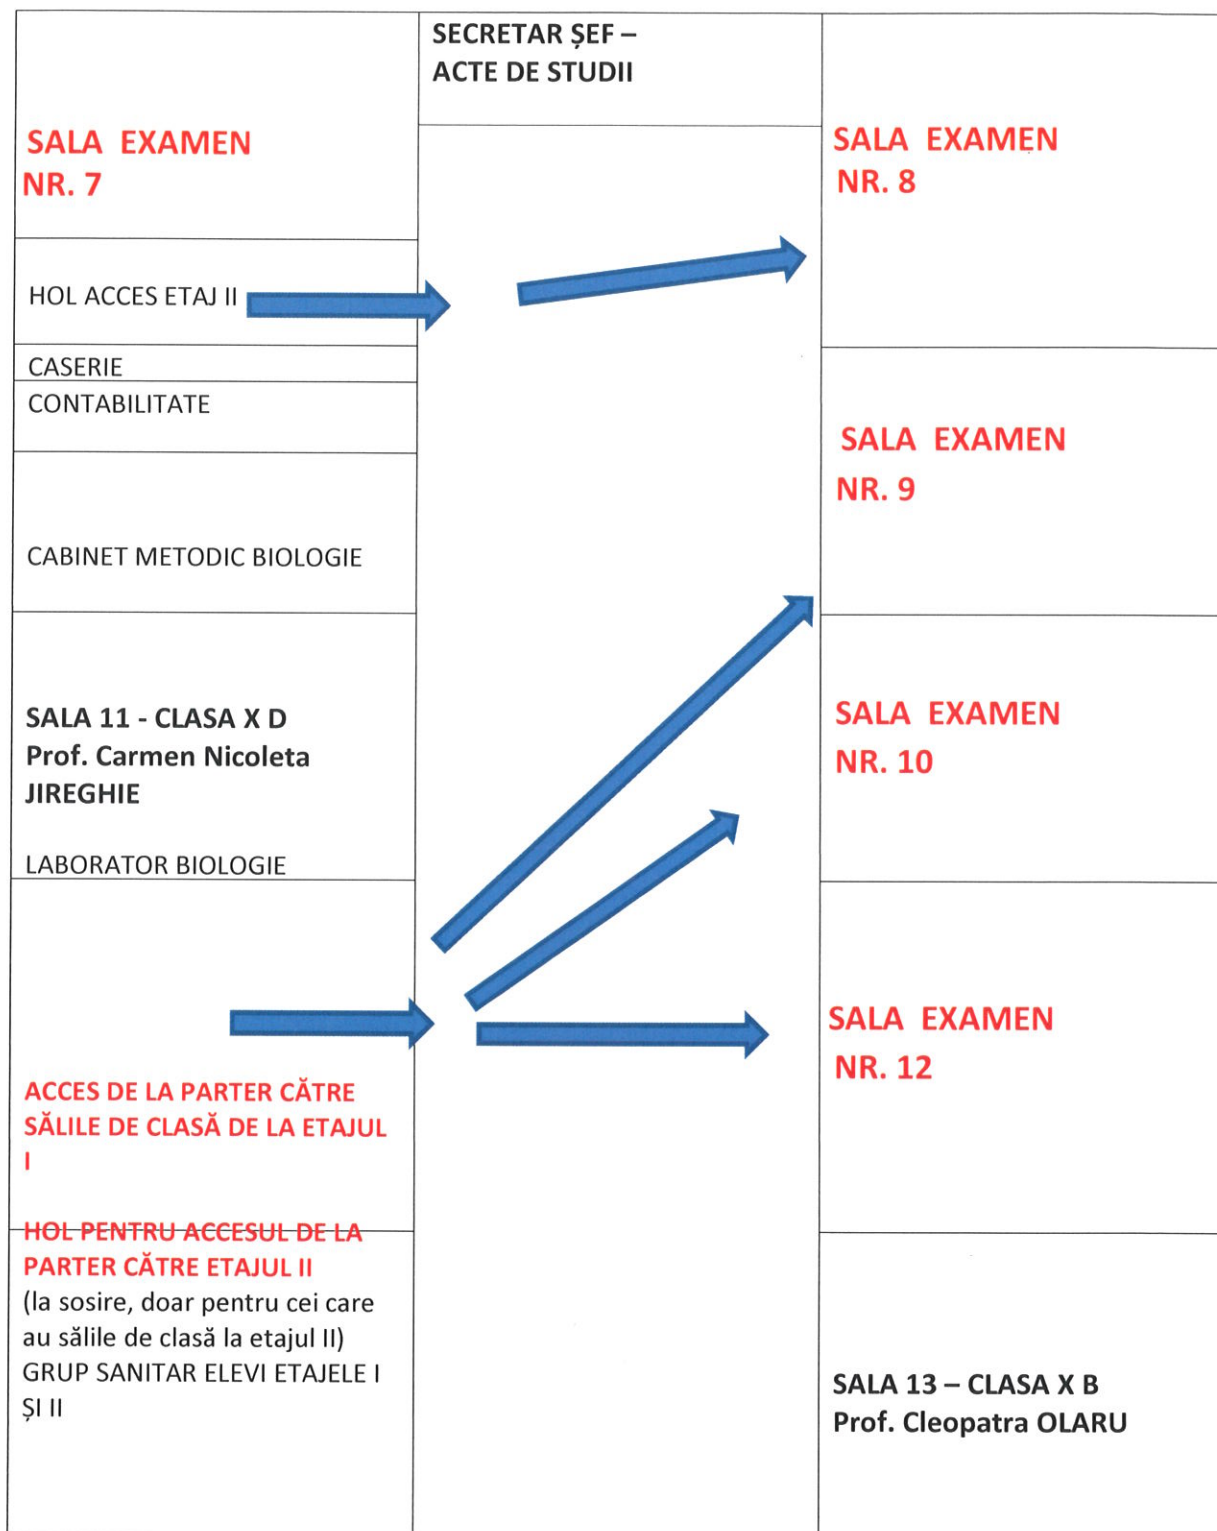 SECRETAR ȘEF –
ACTE DE STUDII
SALA EXAMEN
NR. 7
HOL ACCES ETAJ II
CASERIE
CONTABILITATE
CABINET METODIC BIOLOGIE
SALA 11 - CLASA X D
Prof. Carmen Nicoleta
JIREGHIE
LABORATOR BIOLOGIE
ACCES DE LA PARTER CĂTRE
SĂLILE DE CLASĂ DE LA ETAJUL
I
HOL PENTRU ACCESUL DE LA
PARTER CĂTRE ETAJUL II
(la sosire, doar pentru cei care
au sălile de clasă la etajul II)
GRUP SANITAR ELEVI ETAJELE I
ȘI II
SALA EXAMEN
NR. 8
SALA EXAMEN
NR. 9
SALA EXAMEN
NR. 10
SALA EXAMEN
NR. 12
SALA 13 – CLASA X B
Prof. Cleopatra OLARU